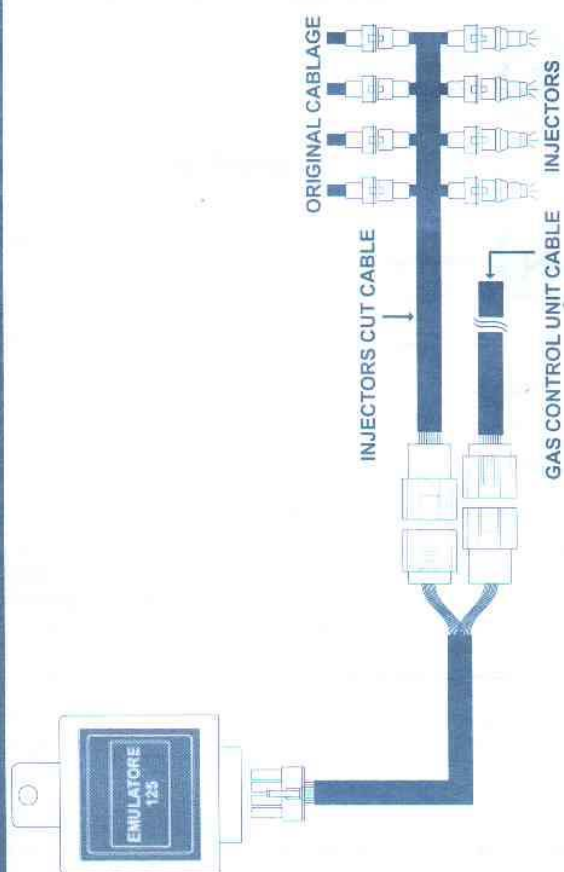 EMULATORE
125
INJECTORS CUT CABLE
ORIGINAL CABLAGE
INJECTORS
GAS CONTROL UNIT CABLE